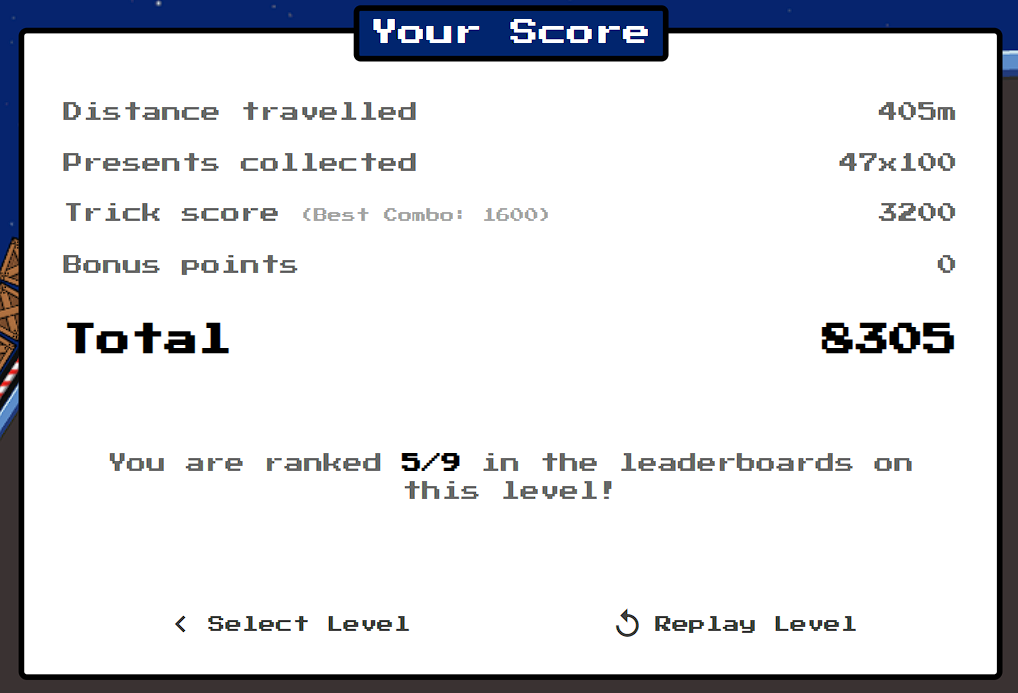 Your Score
Distance travelled 405m
Presents collected 47x100
Trick score (Best Combo: 1600) 3200
Bonus points 0
Total 8305
You are ranked 5/9 in the leaderboards on
this level!
Select Level
Replay Level